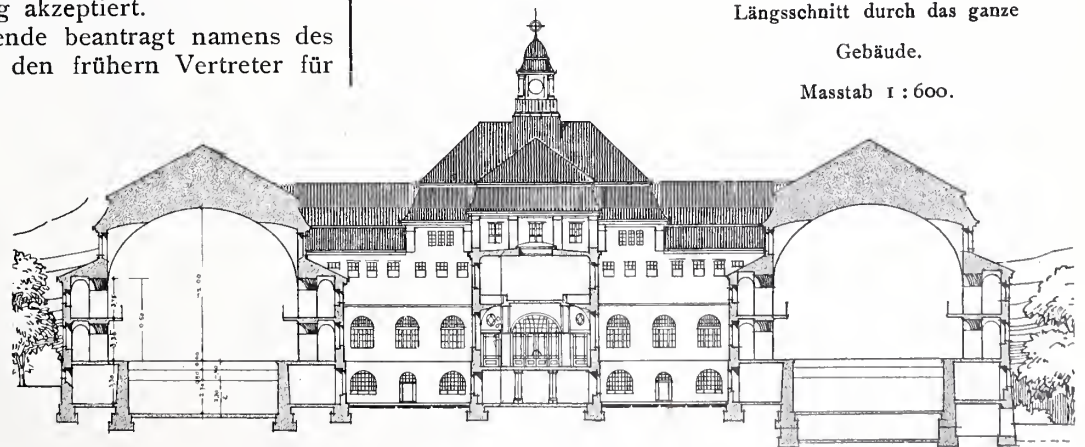 g akzeptiert.
ende beantragt namens des
den frühern Vertreter für
Längsschnitt durch das ganze
Gebäude.
Masstab 1 : 600.